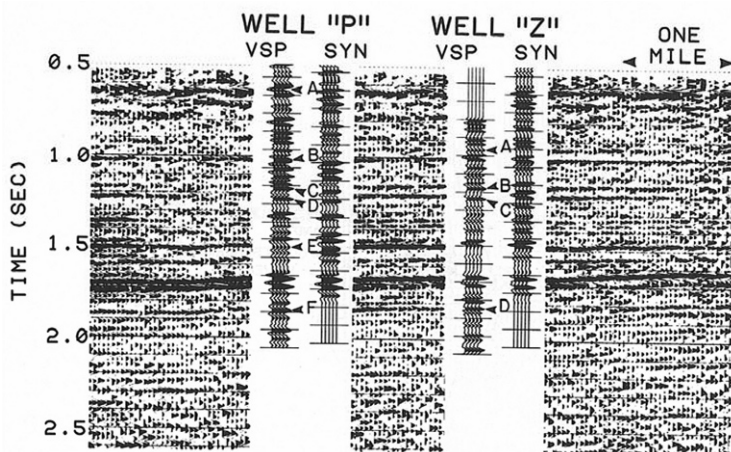 WELL "P" WELL "Z" ONE
VSP SYN VSP SYN MILE
0.5
A
A
1.0
B
B
C
D
C
1.5
E
F
D
2.0
2.5
TIME (SEC)